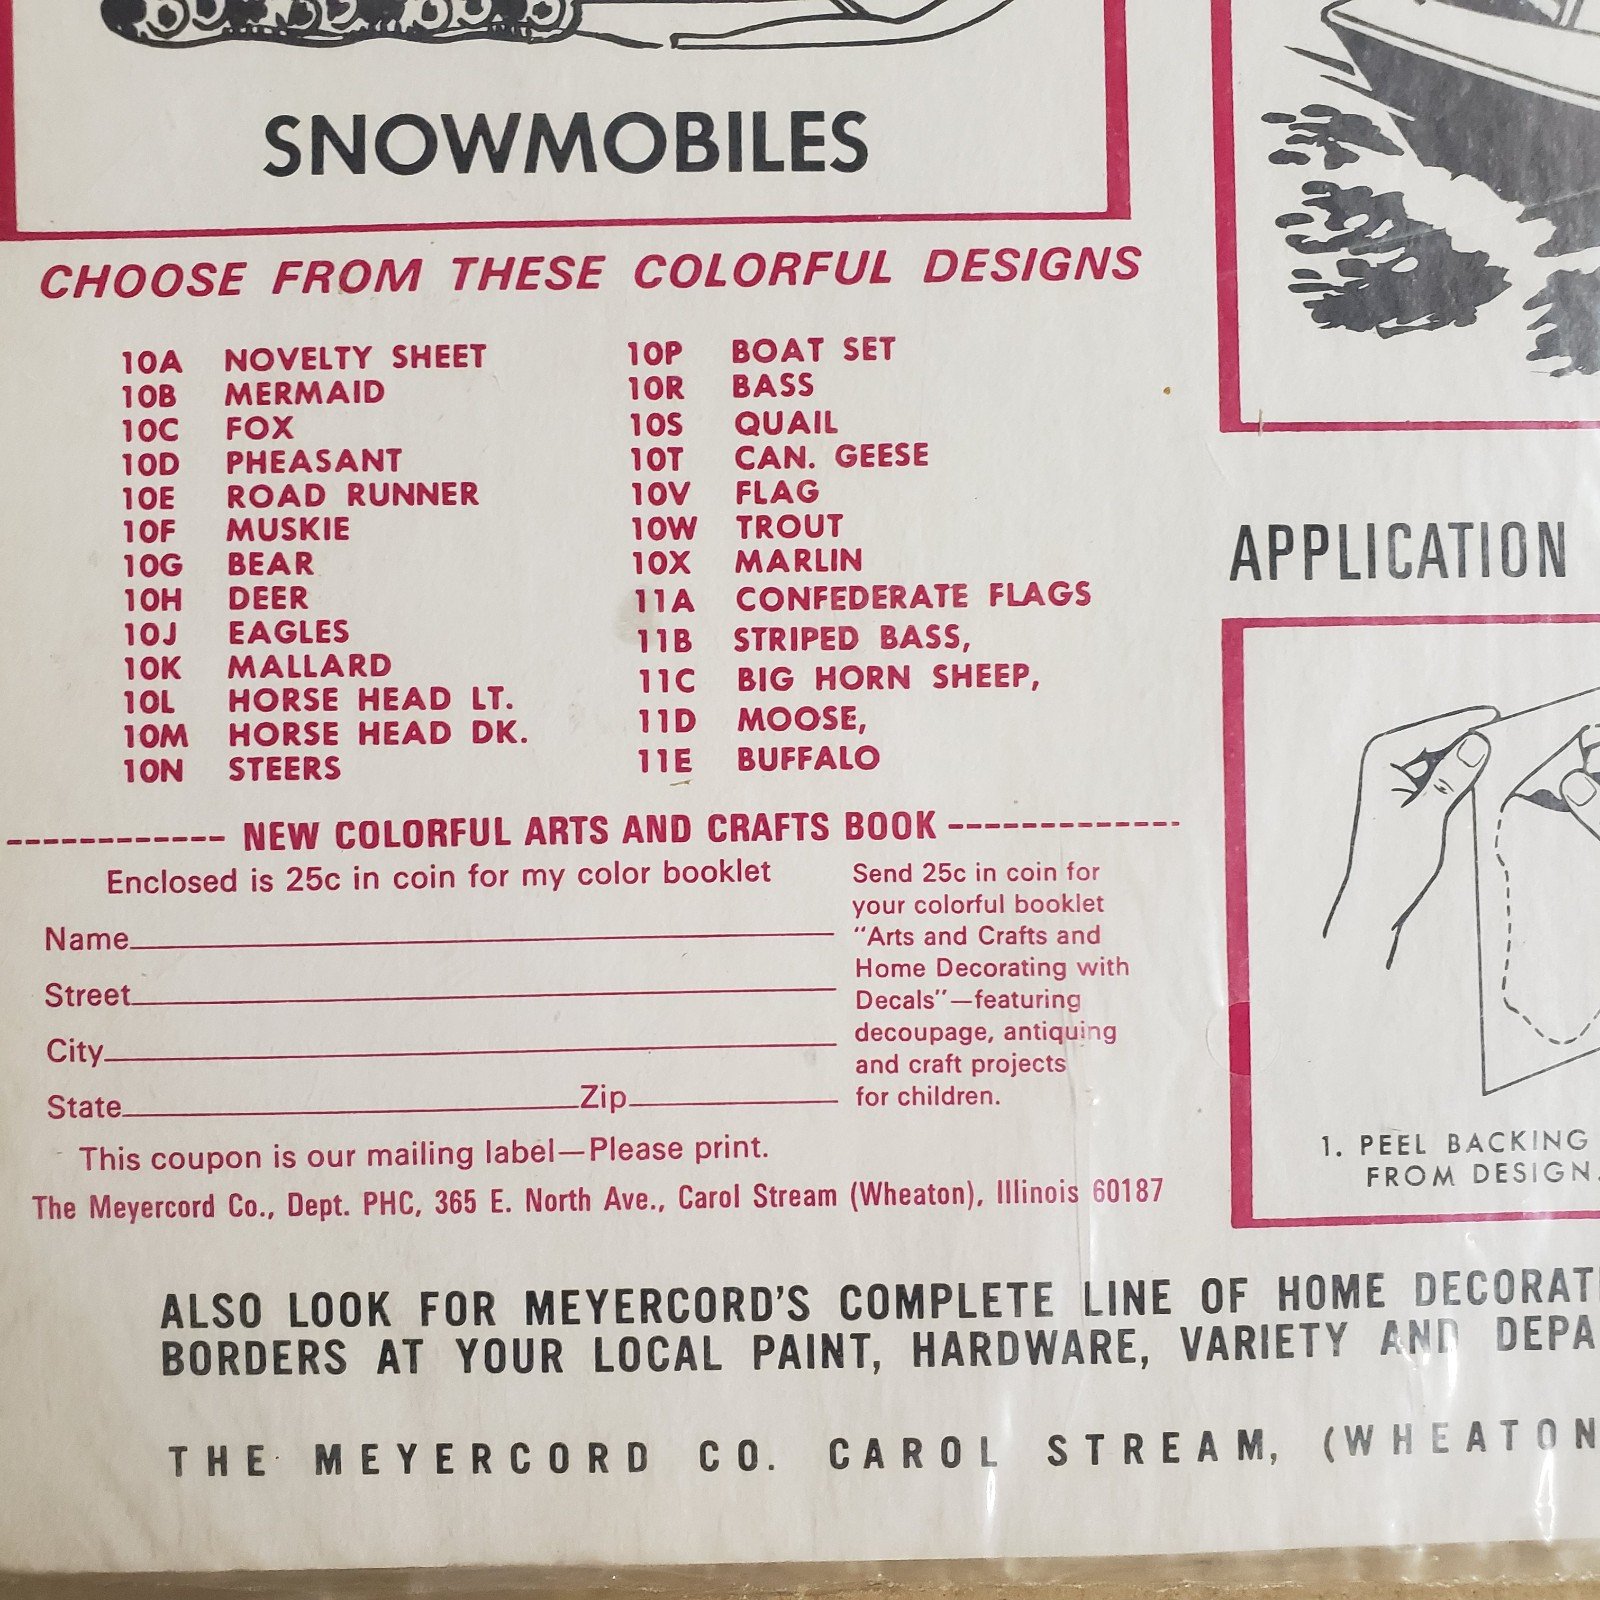 SNOWMOBILES
CHOOSE FROM THESE COLORFUL DESIGNS
10A NOVELTY SHEET
10B MERMAID
10C FOX
10D PHEASANT
10E ROAD RUNNER
10F MUSKIE
10G BEAR
10H DEER
10J EAGLES
10K MALLARD
10L HORSE HEAD LT.
10M HORSE HEAD DK.
10N STEERS
10P BOAT SET
10R BASS
10S QUAIL
10T CAN. GEESE
10V FLAG
10W TROUT
10X MARLIN
11A CONFEDERATE FLAGS
11B STRIPED BASS,
11C BIG HORN SHEEP,
11D MOOSE,
11E BUFFALO
NEW COLORFUL ARTS AND CRAFTS BOOK
Enclosed is 25c in coin for my color booklet
Name
Street
City
State Zip
This coupon is our mailing label—Please print.
Send 25c in coin for
your colorful booklet
"Arts and Crafts and
Home Decorating with
Decals"—featuring
decoupage, antiquing
and craft projects
for children.
The Meyercord Co., Dept. PHC, 365 E. North Ave., Carol Stream (Wheaton), Illinois 60187
APPLICATION
1. PEEL BACKING
FROM DESIGN.
ALSO LOOK FOR MEYERCORD'S COMPLETE LINE OF HOME DECORATI
BORDERS AT YOUR LOCAL PAINT, HARDWARE, VARIETY AND DEPA
THE MEYERCORD CO. CAROL STREAM, (WHEATON